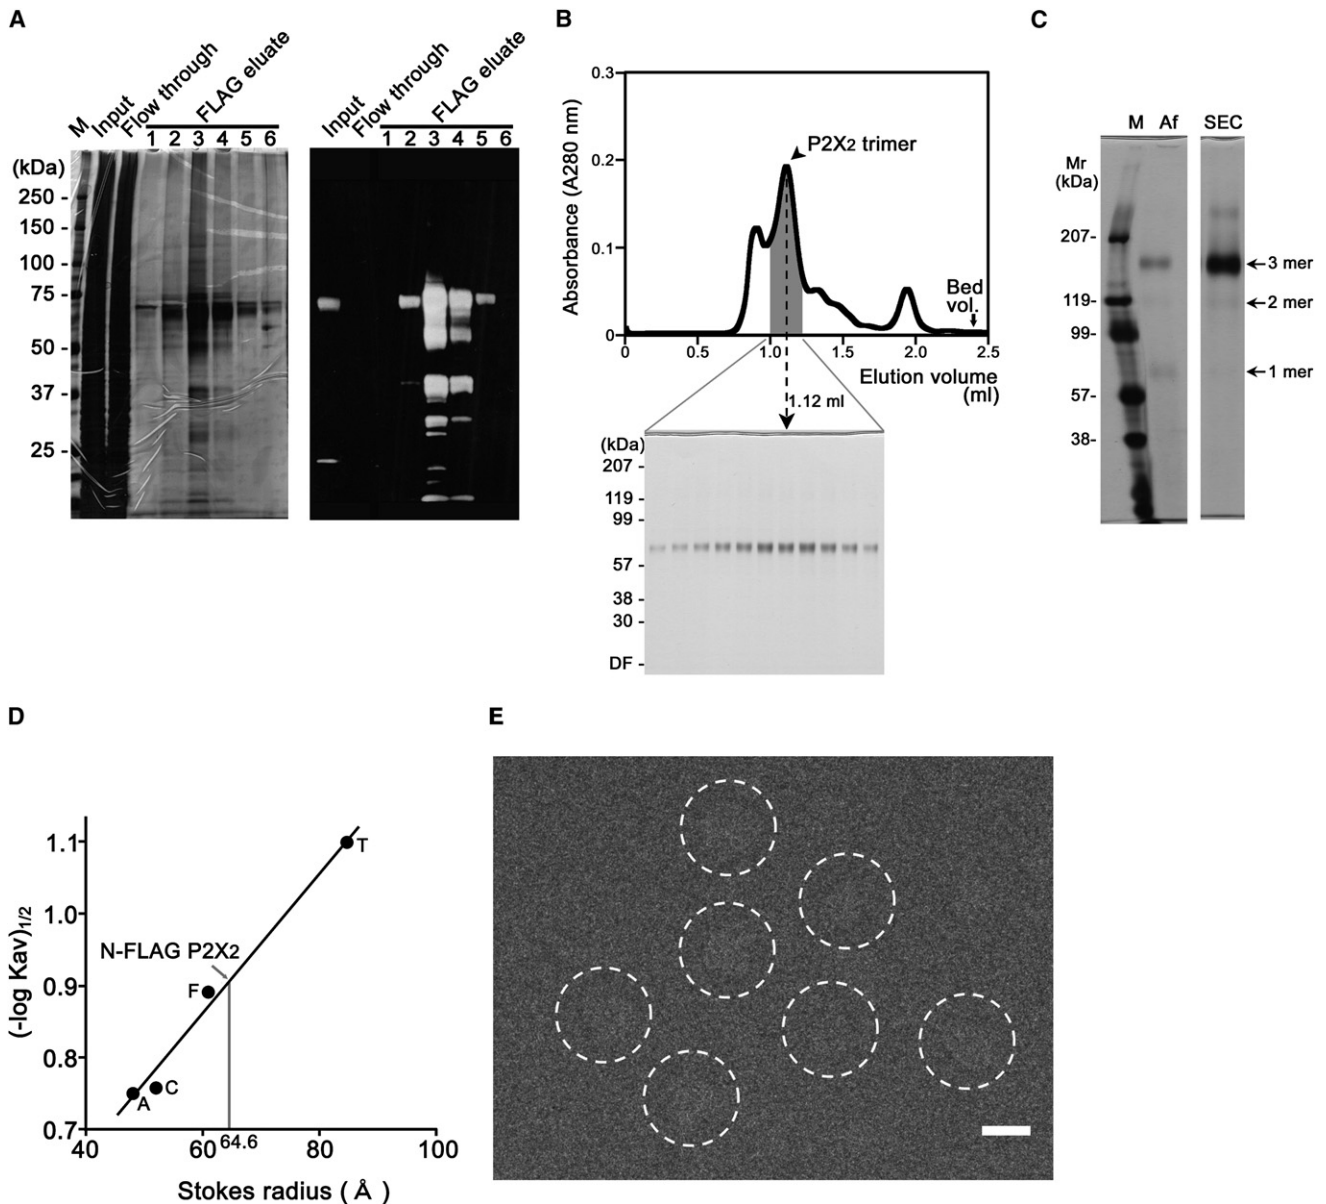 A
M
Input
Flow through
FLAG eluate
1 2 3 4 5 6
(kDa)
250 -
150 -
100 -
75 -
50 -
37 -
25 -
Input
Flow through
FLAG eluate
1 2 3 4 5 6
B
Absorbance (A280 nm)
0.3
0.2
0.1
0
P2X2 trimer
Bed
vol.
0 0.5 1.0 1.5 2.0 2.5
Elution volume
(ml)
1.12 ml
(kDa)
207 -
119 -
99 -
57 -
38 -
30 -
DF -
C
M Af SEC
Mr
(kDa)
207-
119-
99-
57-
38-
3 mer
2 mer
1 mer
D
(-log Kav)1/2
1.1
1.0
0.9
0.8
0.7
T
N-FLAG P2X2
F
C
A
40 60 64.6 80 100
Stokes radius ( Å )
E